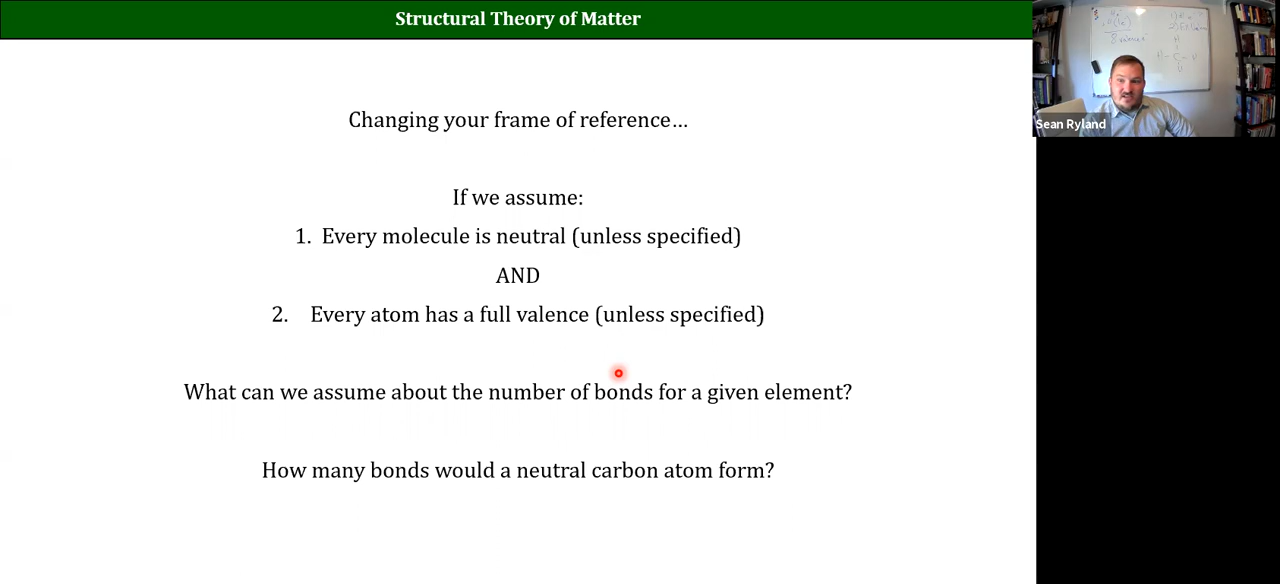 Structural Theory of Matter
Changing your frame of reference…
If we assume:
1. Every molecule is neutral (unless specified)
AND
2. Every atom has a full valence (unless specified)
What can we assume about the number of bonds for a given element?
How many bonds would a neutral carbon atom form?
Sean Ryland